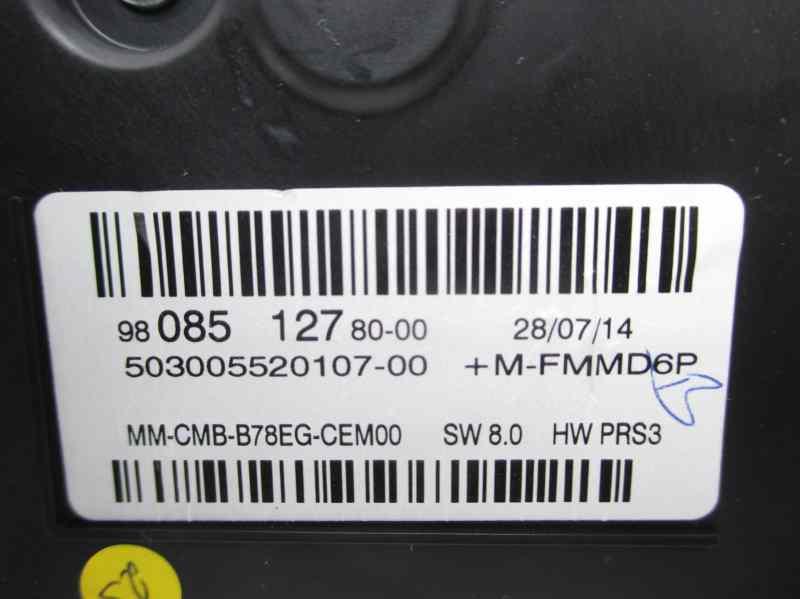 98 085 127 80-00 28/07/14
503005520107-00 +M-FMMD6P
MM-CMB-B78EG-CEM00 SW 8.0 HW PRS3